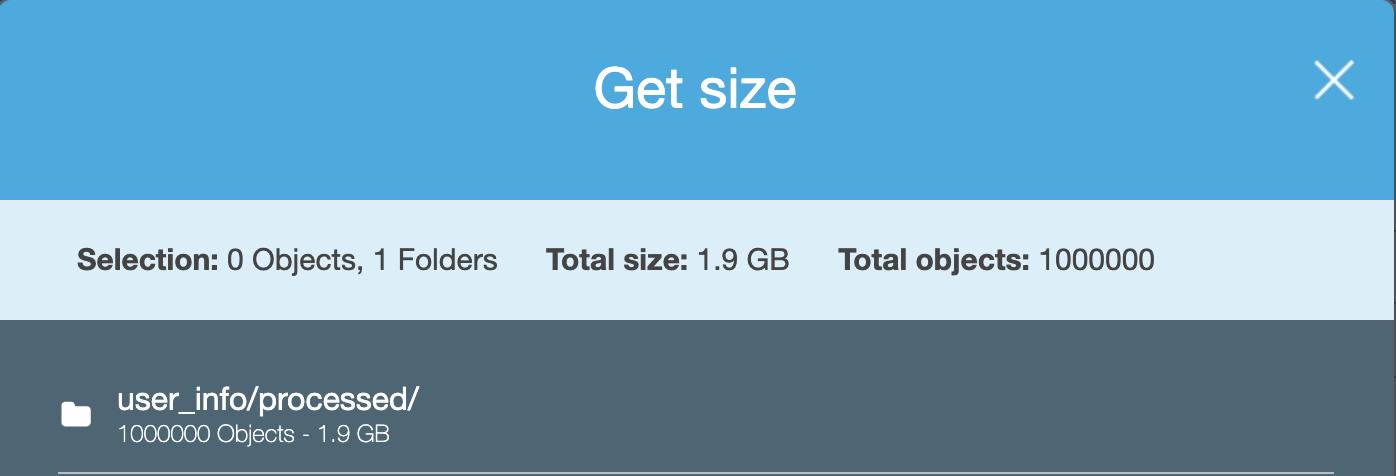 Get size
Selection: 0 Objects, 1 Folders Total size: 1.9 GB Total objects: 1000000
user_info/processed/
1000000 Objects - 1.9 GB